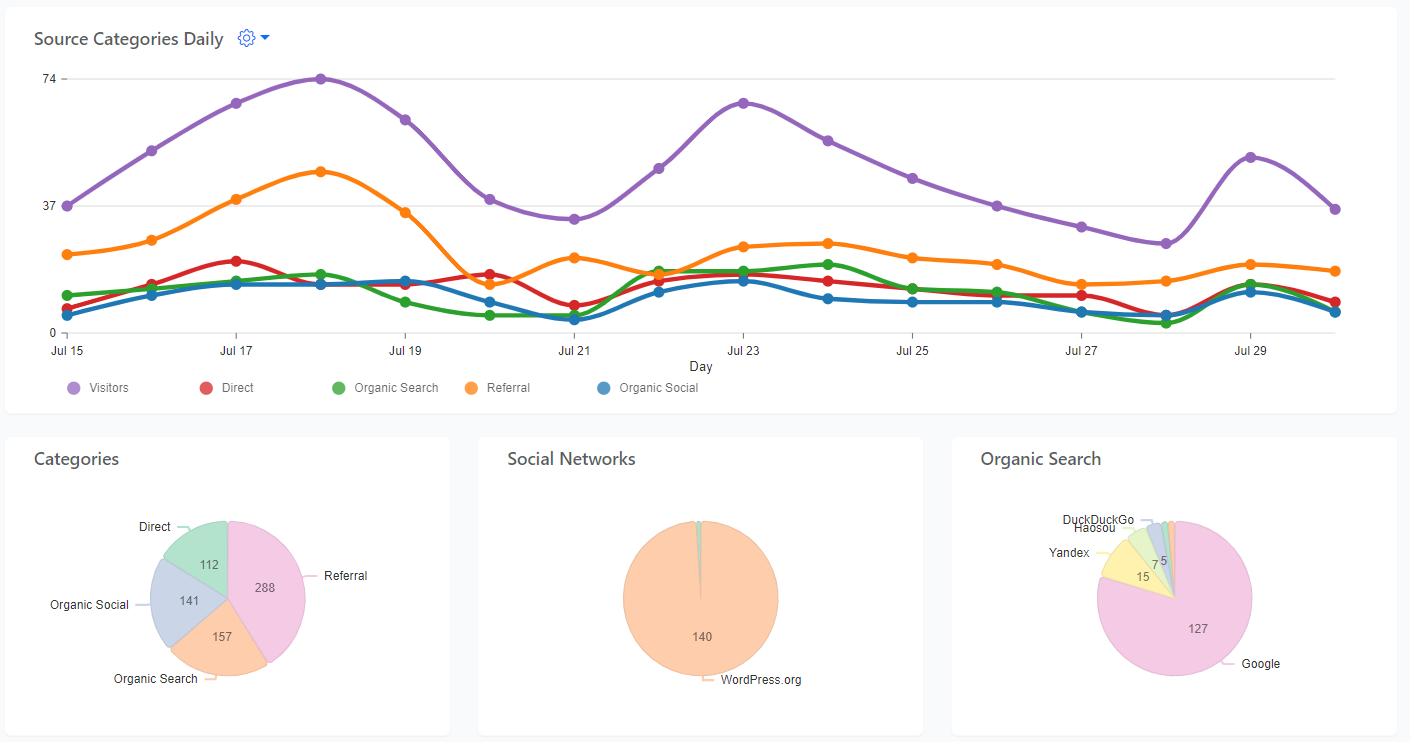 Source Categories Daily
74
37
0
Jul 15 Jul 17 Jul 19 Jul 21 Jul 23 Jul 25 Jul 27 Jul 29
Day
Visitors Direct Organic Search Referral Organic Social
Categories
Direct
112
Referral
288
Organic Social
141
157
Organic Search
Social Networks
140
WordPress.org
Organic Search
DuckDuckGo
Haosou
Yandex
7 5
15
127
Google